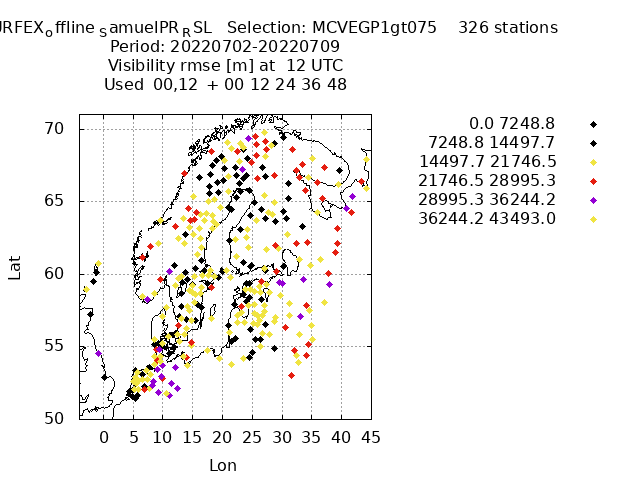 URFEXoffline SamuelPRRSL Selection: MCVEGP1gt075 326 stations
Period: 20220702-20220709
Visibility rmse [m] at 12 UTC
Used 00,12 + 00 12 24 36 48
0.0 7248.8
7248.8 14497.7
14497.7 21746.5
21746.5 28995.3
28995.3 36244.2
36244.2 43493.0
70
65
60
55
50
Lat
0 5 10 15 20 25 30 35 40 45
Lon